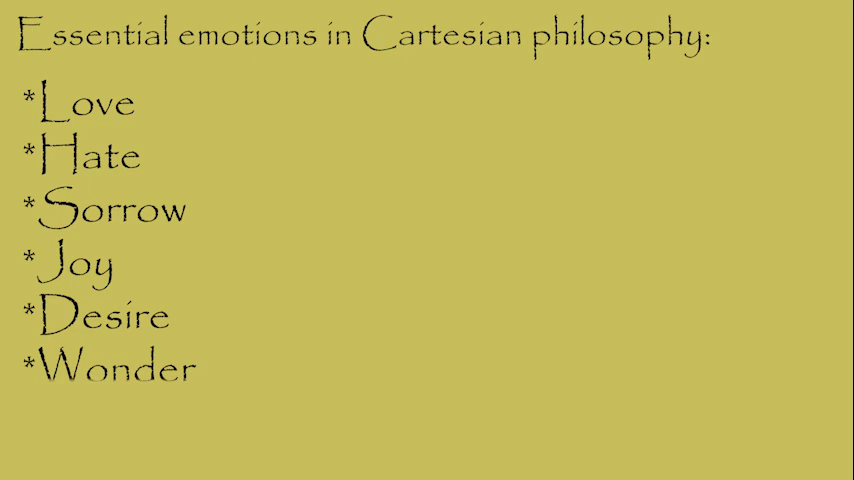 Essential emotions in Cartesian philosophy:
*Love
*Hate
*Sorrow
*Joy
*Desire
*Wonder